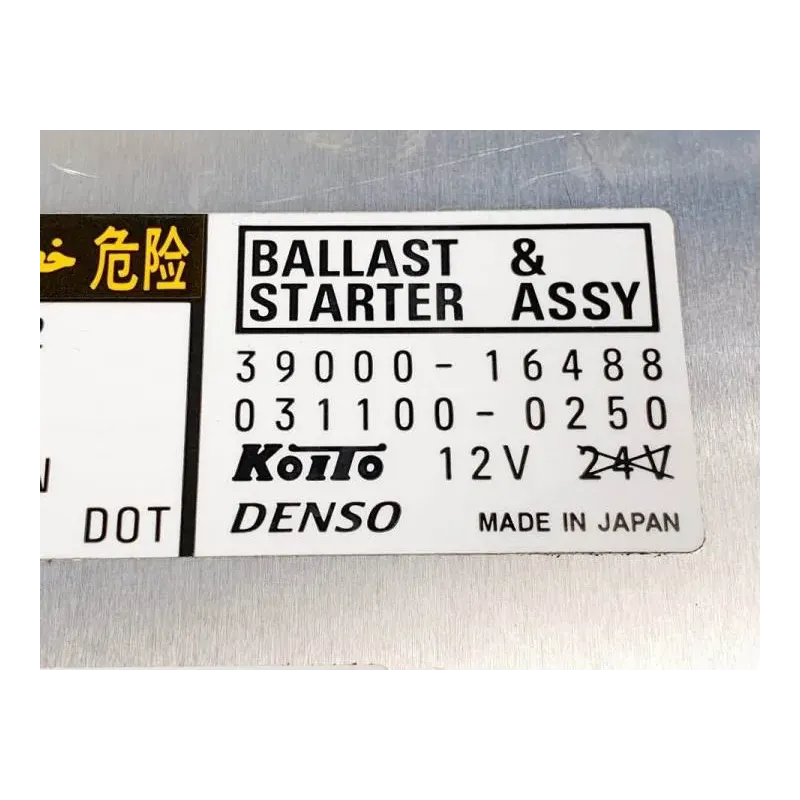 危险
BALLAST &
STARTER ASSY
39000-16488
031100-0250
KOITO 12V 24V
DENSO MADE IN JAPAN
DOT